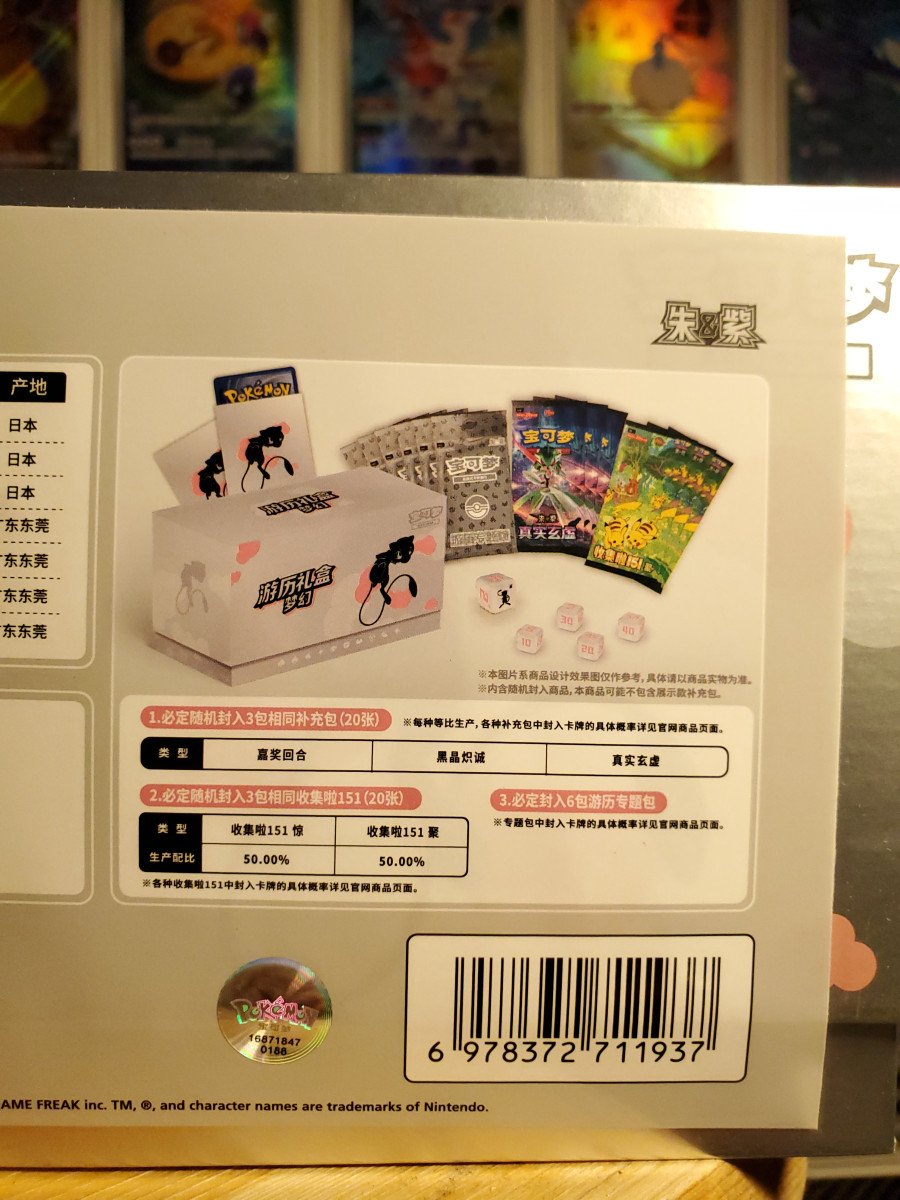 朱&紫
产地
日本
日本
日本
广东东莞
东东莞
东东莞
东东莞
POKéMON
宝可梦
宝可梦
宝可梦
真实玄虚
收集啦151
游历礼盒
游历礼盒
梦幻
10
30
20
40
※本图片系商品设计效果图仅作参考,具体请以商品实物为准。
※内含随机封入商品,本商品可能不包含展示款补充包。
1.必定随机封入3包相同补充包(20张)
※每种等比生产,各种补充包中封入卡牌的具体概率详见官网商品页面。
类型 嘉奖回合 黑晶炽诚 真实玄虚
2.必定随机封入3包相同收集啦151(20张)
3.必定封入6包游历专题包
※专题包中封入卡牌的具体概率详见官网商品页面。
类型 收集啦151 惊 收集啦151 聚
生产配比 50.00% 50.00%
※各种收集啦151中封入卡牌的具体概率详见官网商品页面。
POKéMON
宝可梦
16871847
0188
6 978372 711937
AME FREAK inc. TM, ®, and character names are trademarks of Nintendo.
梦